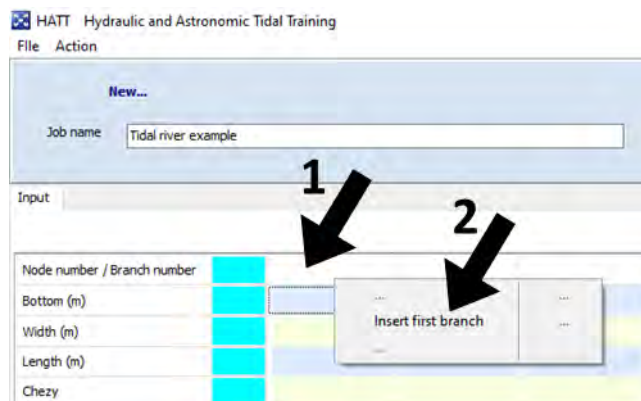 HATT Hydraulic and Astronomic Tidal Training
File Action
New...
Job name Tidal river example
1
Input
2
Node number / Branch number
Bottom (m) ... ...
Insert first branch ...
Width (m)
...
Length (m)
Chezy